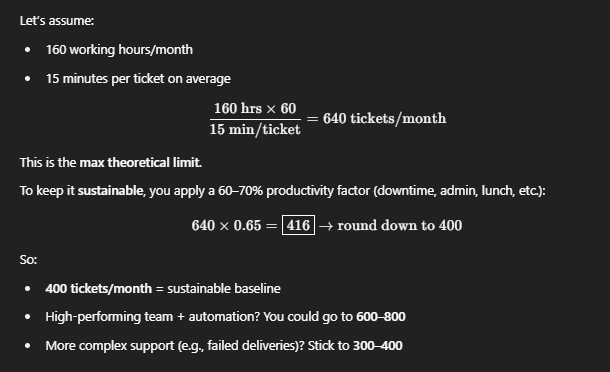 Let's assume:
• 160 working hours/month
• 15 minutes per ticket on average
160 hrs × 60
15 min/ticket
= 640 tickets/month
This is the max theoretical limit.
To keep it sustainable, you apply a 60–70% productivity factor (downtime, admin, lunch, etc.):
640 × 0.65 = 416 → round down to 400
So:
• 400 tickets/month = sustainable baseline
• High-performing team + automation? You could go to 600–800
• More complex support (e.g., failed deliveries)? Stick to 300–400